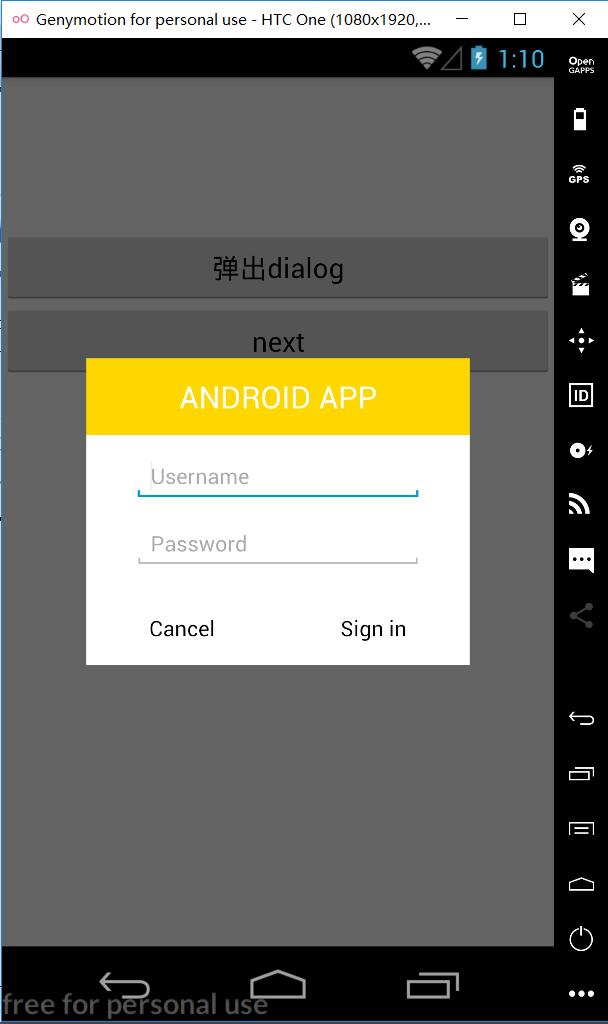 Genymotion for personal use - HTC One (1080x1920,...
1:10
Open
GAPPS
GPS
弹出dialog
next
ANDROID APP
ID
Username
Password
Cancel
Sign in
free for personal use